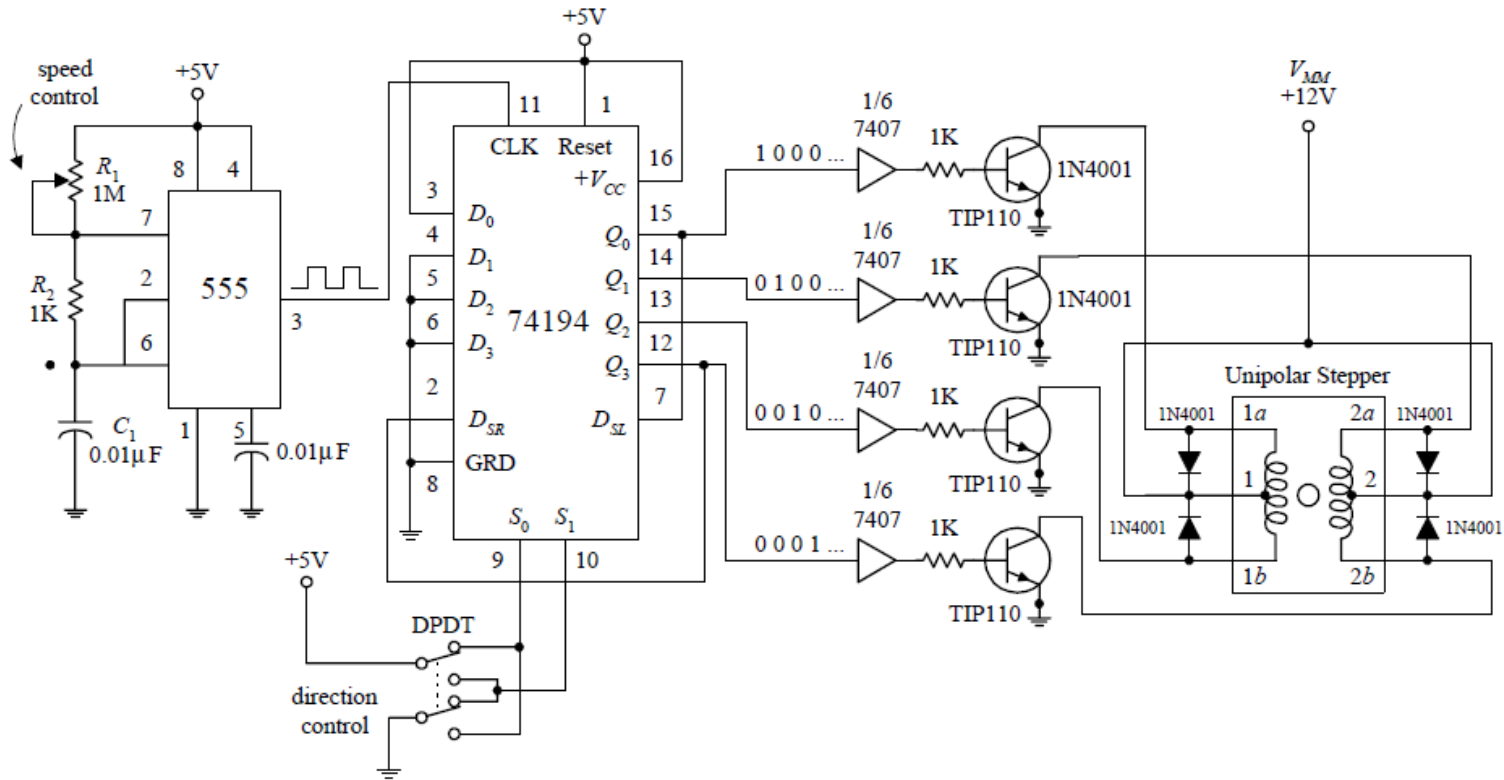 speed
control
+5V
R1
1M
R2
1K
C1
0.01μF
8
4
7
2
6
555
3
1
5
0.01μF
+5V
11
1
CLK
Reset
16
+VCC
3
D0
4
D1
5
D2
6
D3
74194
2
DSR
GRD
8
15
Q0
14
Q1
13
Q2
12
Q3
7
DSL
S0
S1
9
10
+5V
DPDT
direction
control
1 0 0 0 ...
1/6
7407
1K
1N4001
TIP110
0 1 0 0 ...
1/6
7407
1K
1N4001
TIP110
0 0 1 0 ...
1/6
7407
1K
TIP110
0 0 0 1 ...
1/6
7407
1K
TIP110
VMM
+12V
Unipolar Stepper
1N4001
1a
2a
1N4001
1
2
1N4001
1N4001
1b
2b